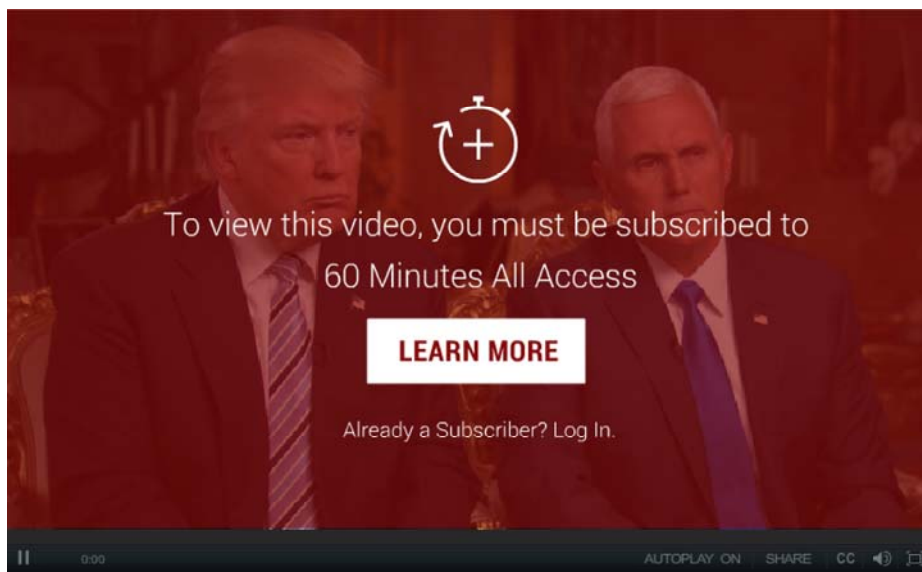 To view this video, you must be subscribed to
60 Minutes All Access
LEARN MORE
Already a Subscriber? Log In.
0:00 AUTOPLAY ON SHARE CC